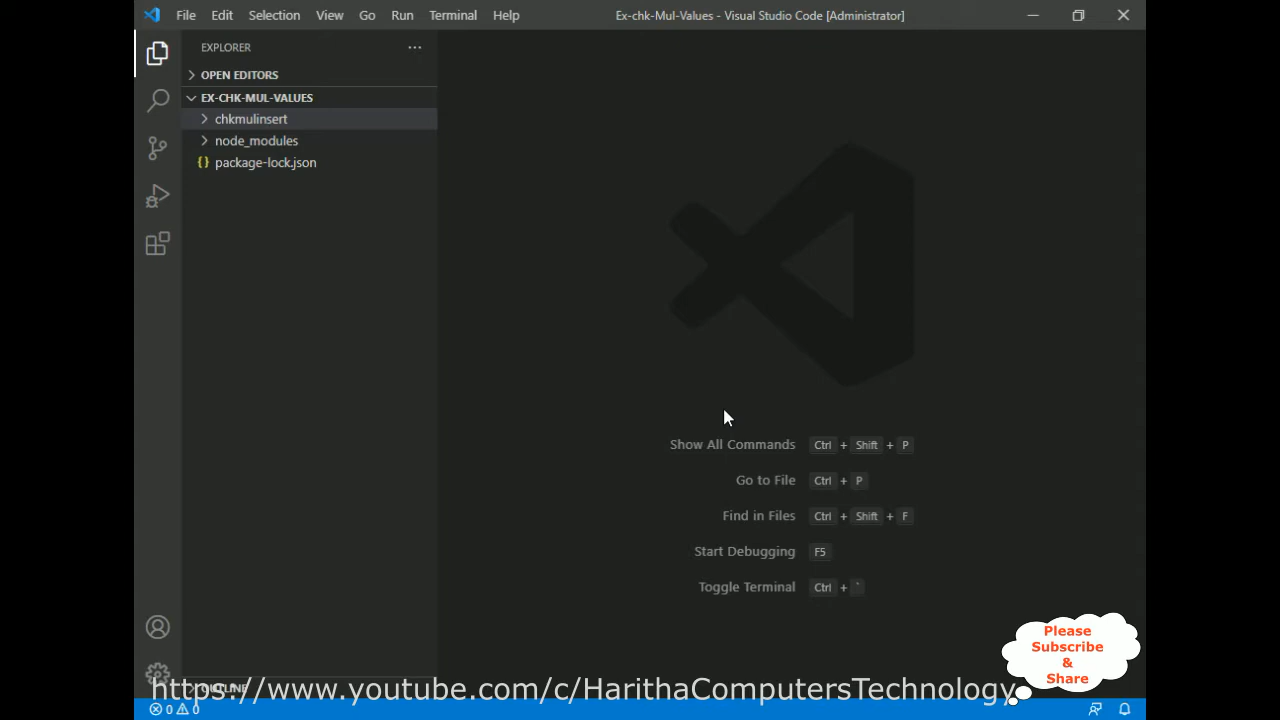 File Edit Selection View Go Run Terminal Help
Ex-chk-Mul-Values - Visual Studio Code [Administrator]
EXPLORER
OPEN EDITORS
EX-CHK-MUL-VALUES
chkmulinsert
node_modules
{} package-lock.json
Show All Commands Ctrl + Shift + P
Go to File Ctrl + P
Find in Files Ctrl + Shift + F
Start Debugging F5
Toggle Terminal Ctrl + `
Please
Subscribe
&
Share
OUTLINE
https://www.youtube.com/c/HarithaComputersTechnology
0 0